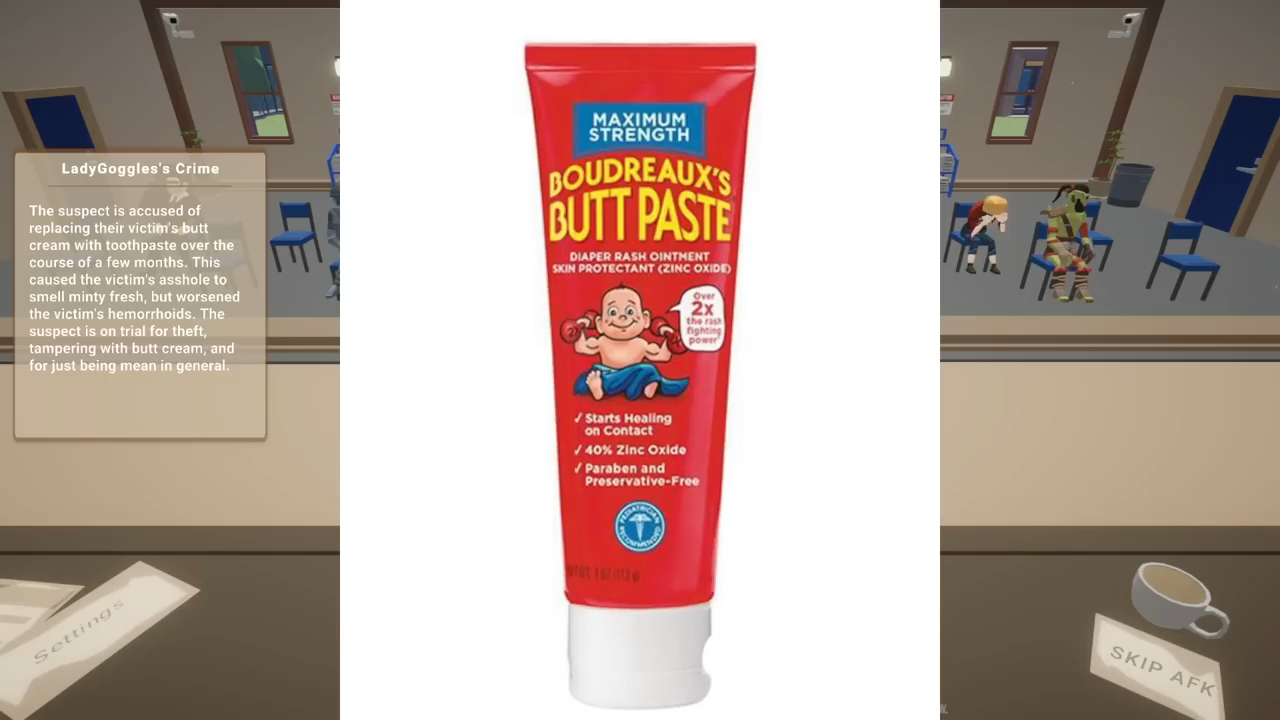 LadyGoggles's Crime
The suspect is accused of
replacing their victim's butt
cream with toothpaste over the
course of a few months. This
caused the victim's asshole to
smell minty fresh, but worsened
the victim's hemorrhoids. The
suspect is on trial for theft,
tampering with butt cream, and
for just being mean in general.
MAXIMUM
STRENGTH
BOUDREAUX'S
BUTT PASTE
DIAPER RASH OINTMENT
SKIN PROTECTANT (ZINC OXIDE)
Over
2x
the rash
fighting
power
✓ Starts Healing
on Contact
✓ 40% Zinc Oxide
✓ Paraben and
Preservative-Free
PEDIATRICIAN
RECOMMENDED
Settings
SKIP AFK